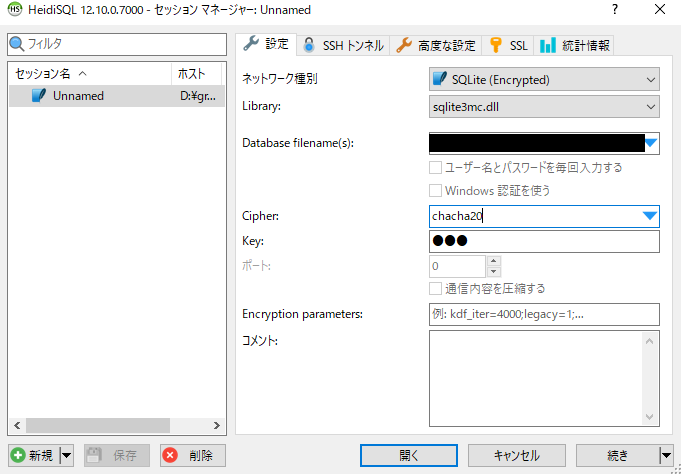 HeidiSQL 12.10.0.7000 - セッション マネージャー: Unnamed
フィルタ
セッション名 ホスト
Unnamed D:¥gr...
設定 SSH トンネル 高度な設定 SSL 統計情報
ネットワーク種別 SQLite (Encrypted)
Library: sqlite3mc.dll
Database filename(s):
ユーザー名とパスワードを毎回入力する
Windows 認証を使う
Cipher: chacha20
Key: ●●●
ポート: 0
通信内容を圧縮する
Encryption parameters: 例: kdf_iter=4000;legacy=1;...
コメント:
新規 保存 削除 開く キャンセル 続き